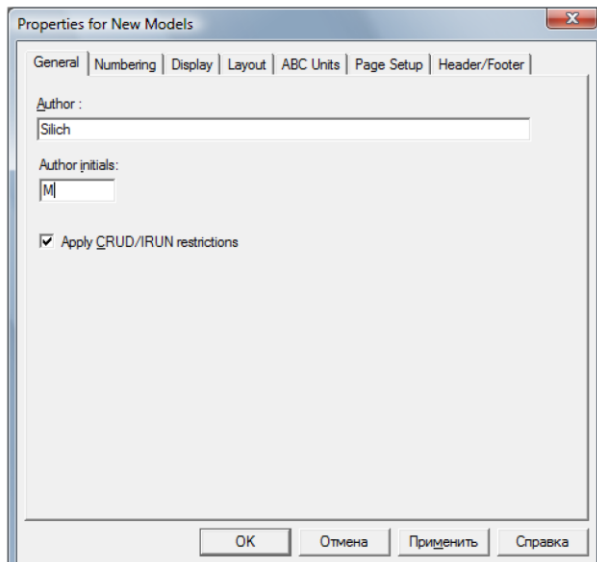 Properties for New Models
General Numbering Display Layout ABC Units Page Setup Header/Footer
Author :
Silich
Author initials:
M
Apply CRUD/IRUN restrictions
OK Отмена Применить Справка